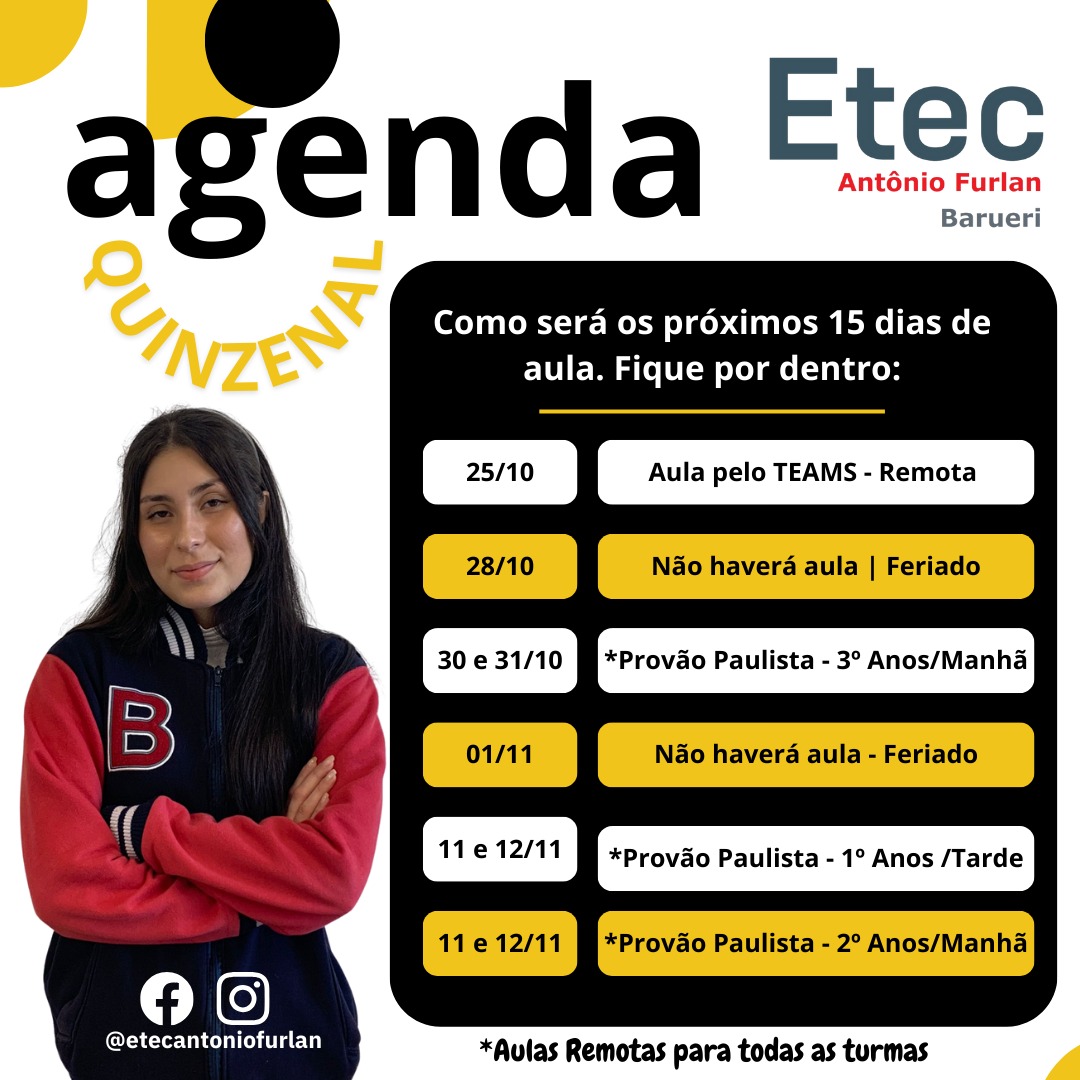 agenda
QUINZENAL
Etec
Antônio Furlan
Barueri
Como será os próximos 15 dias de
aula. Fique por dentro:
25/10
Aula pelo TEAMS - Remota
28/10
Não haverá aula | Feriado
30 e 31/10
*Provão Paulista - 3º Anos/Manhã
01/11
Não haverá aula - Feriado
11 e 12/11
*Provão Paulista - 1º Anos /Tarde
11 e 12/11
*Provão Paulista - 2º Anos/Manhã
B
@etecantoniofurlan
*Aulas Remotas para todas as turmas